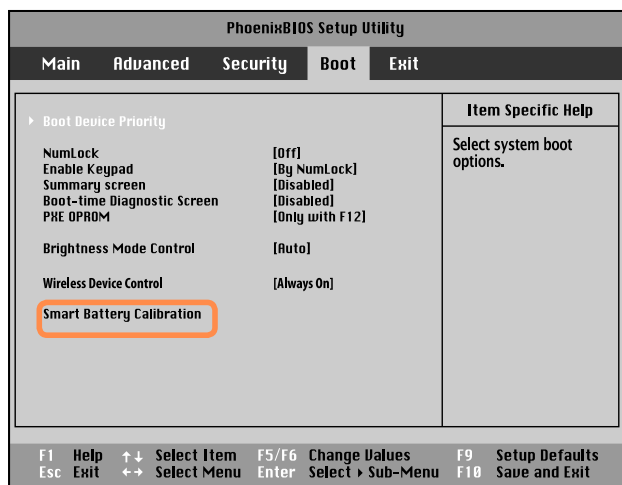 PhoenixBIOS Setup Utility
Main Advanced Security Boot Exit
Boot Device Priority
NumLock [Off]
Enable Keypad [By NumLock]
Summary screen [Disabled]
Boot-time Diagnostic Screen [Disabled]
PXE OPROM [Only with F12]
Brightness Mode Control [Auto]
Wireless Device Control [Always On]
Smart Battery Calibration
Item Specific Help
Select system boot
options.
F1 Help ↑↓ Select Item F5/F6 Change Values F9 Setup Defaults
Esc Exit ←→ Select Menu Enter Select ▸ Sub-Menu F10 Save and Exit